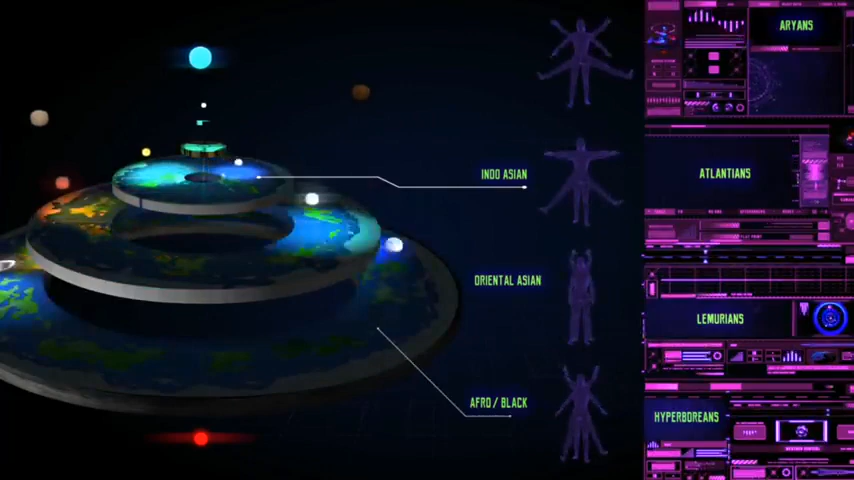 ARYANS
INDO ASIAN
ATLANTIANS
ORIENTAL ASIAN
LEMURIANS
AFRO / BLACK
HYPERBOREANS